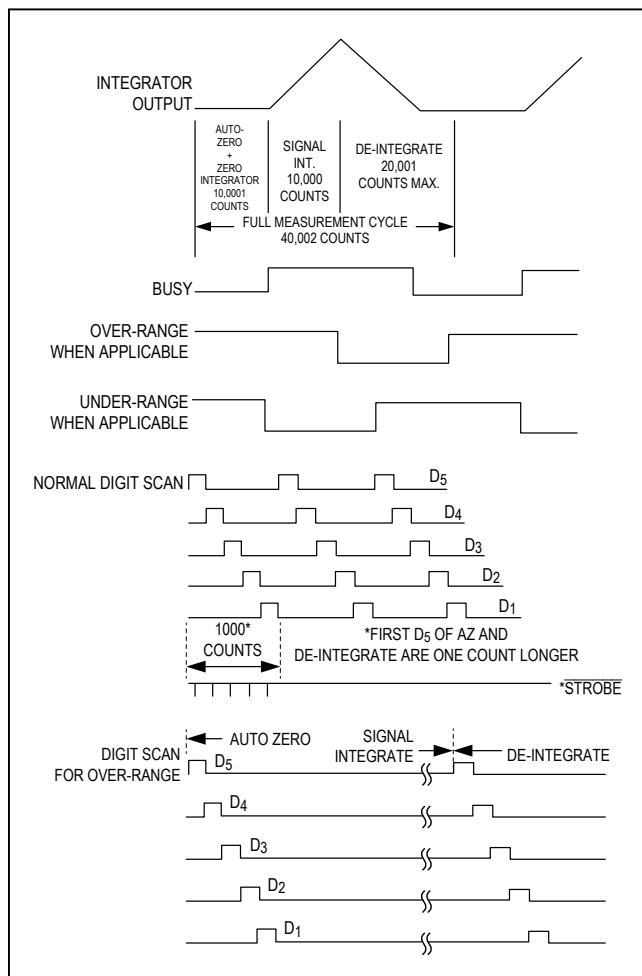 INTEGRATOR
OUTPUT
AUTO-
ZERO
+
ZERO
INTEGRATOR
10,0001
COUNTS
SIGNAL
INT.
10,000
COUNTS
DE-INTEGRATE
20,001
COUNTS MAX.
FULL MEASUREMENT CYCLE
40,002 COUNTS
BUSY
OVER-RANGE
WHEN APPLICABLE
UNDER-RANGE
WHEN APPLICABLE
NORMAL DIGIT SCAN
D5
D4
D3
D2
D1
1000*
COUNTS
*FIRST D5 OF AZ AND
DE-INTEGRATE ARE ONE COUNT LONGER
*STROBE
DIGIT SCAN
FOR OVER-RANGE
AUTO ZERO
SIGNAL
INTEGRATE
DE-INTEGRATE
D5
D4
D3
D2
D1